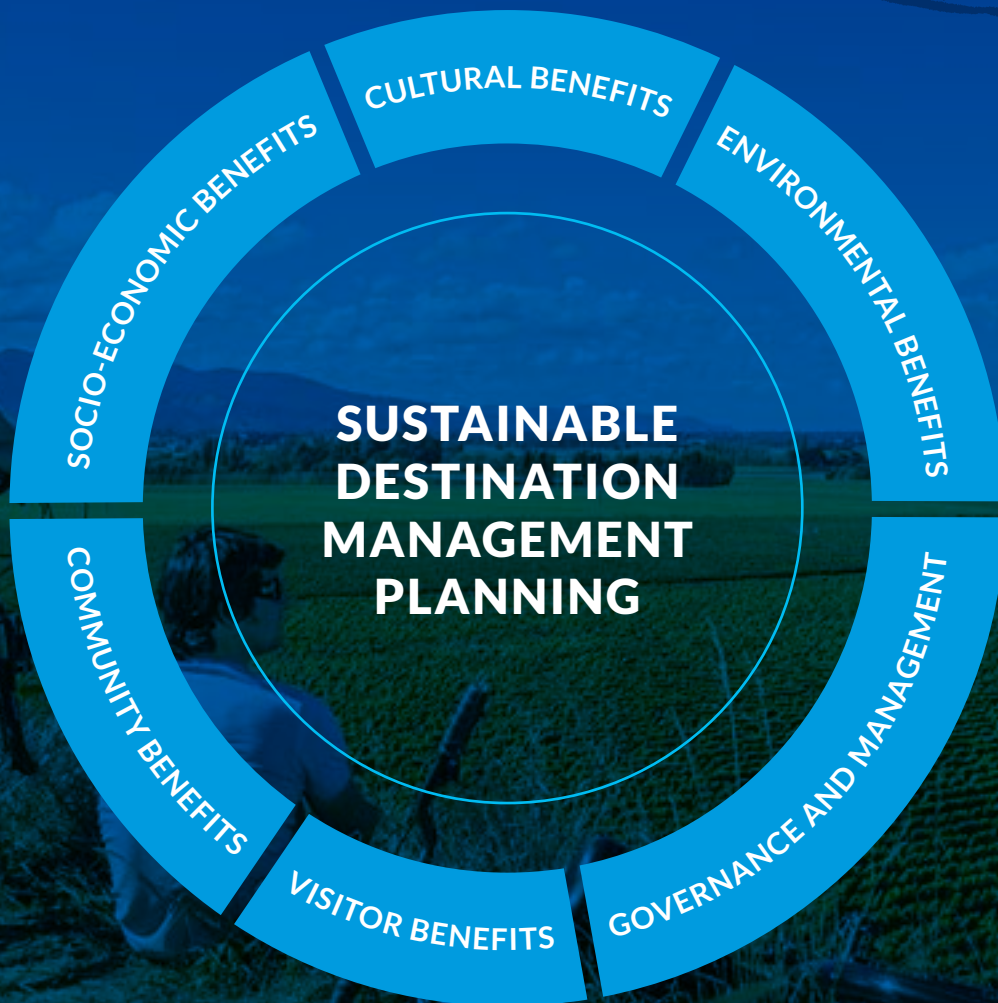 CULTURAL BENEFITS
ENVIRONMENTAL BENEFITS
GOVERNANCE AND MANAGEMENT
VISITOR BENEFITS
COMMUNITY BENEFITS
SOCIO-ECONOMIC BENEFITS
SUSTAINABLE
DESTINATION
MANAGEMENT
PLANNING